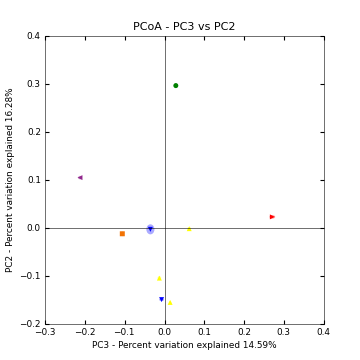 PCoA - PC3 vs PC2
0.4
0.3
0.2
0.1
0.0
−0.1
−0.2
PC2 - Percent variation explained 16.28%
−0.3 −0.2 −0.1 0.0 0.1 0.2 0.3 0.4
PC3 - Percent variation explained 14.59%